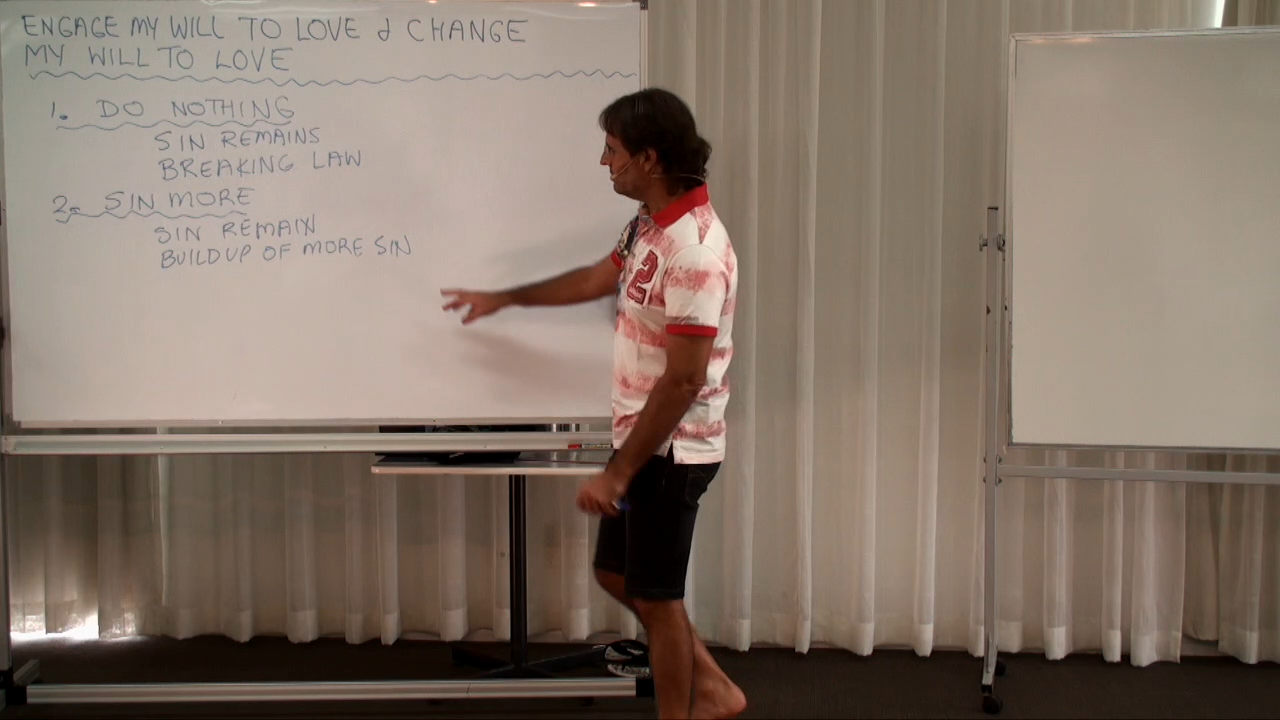 ENGAGE MY WILL TO LOVE & CHANGE
MY WILL TO LOVE
1. DO NOTHING
SIN REMAINS
BREAKING LAW
2. SIN MORE
SIN REMAIN
BUILDUP OF MORE SIN
2